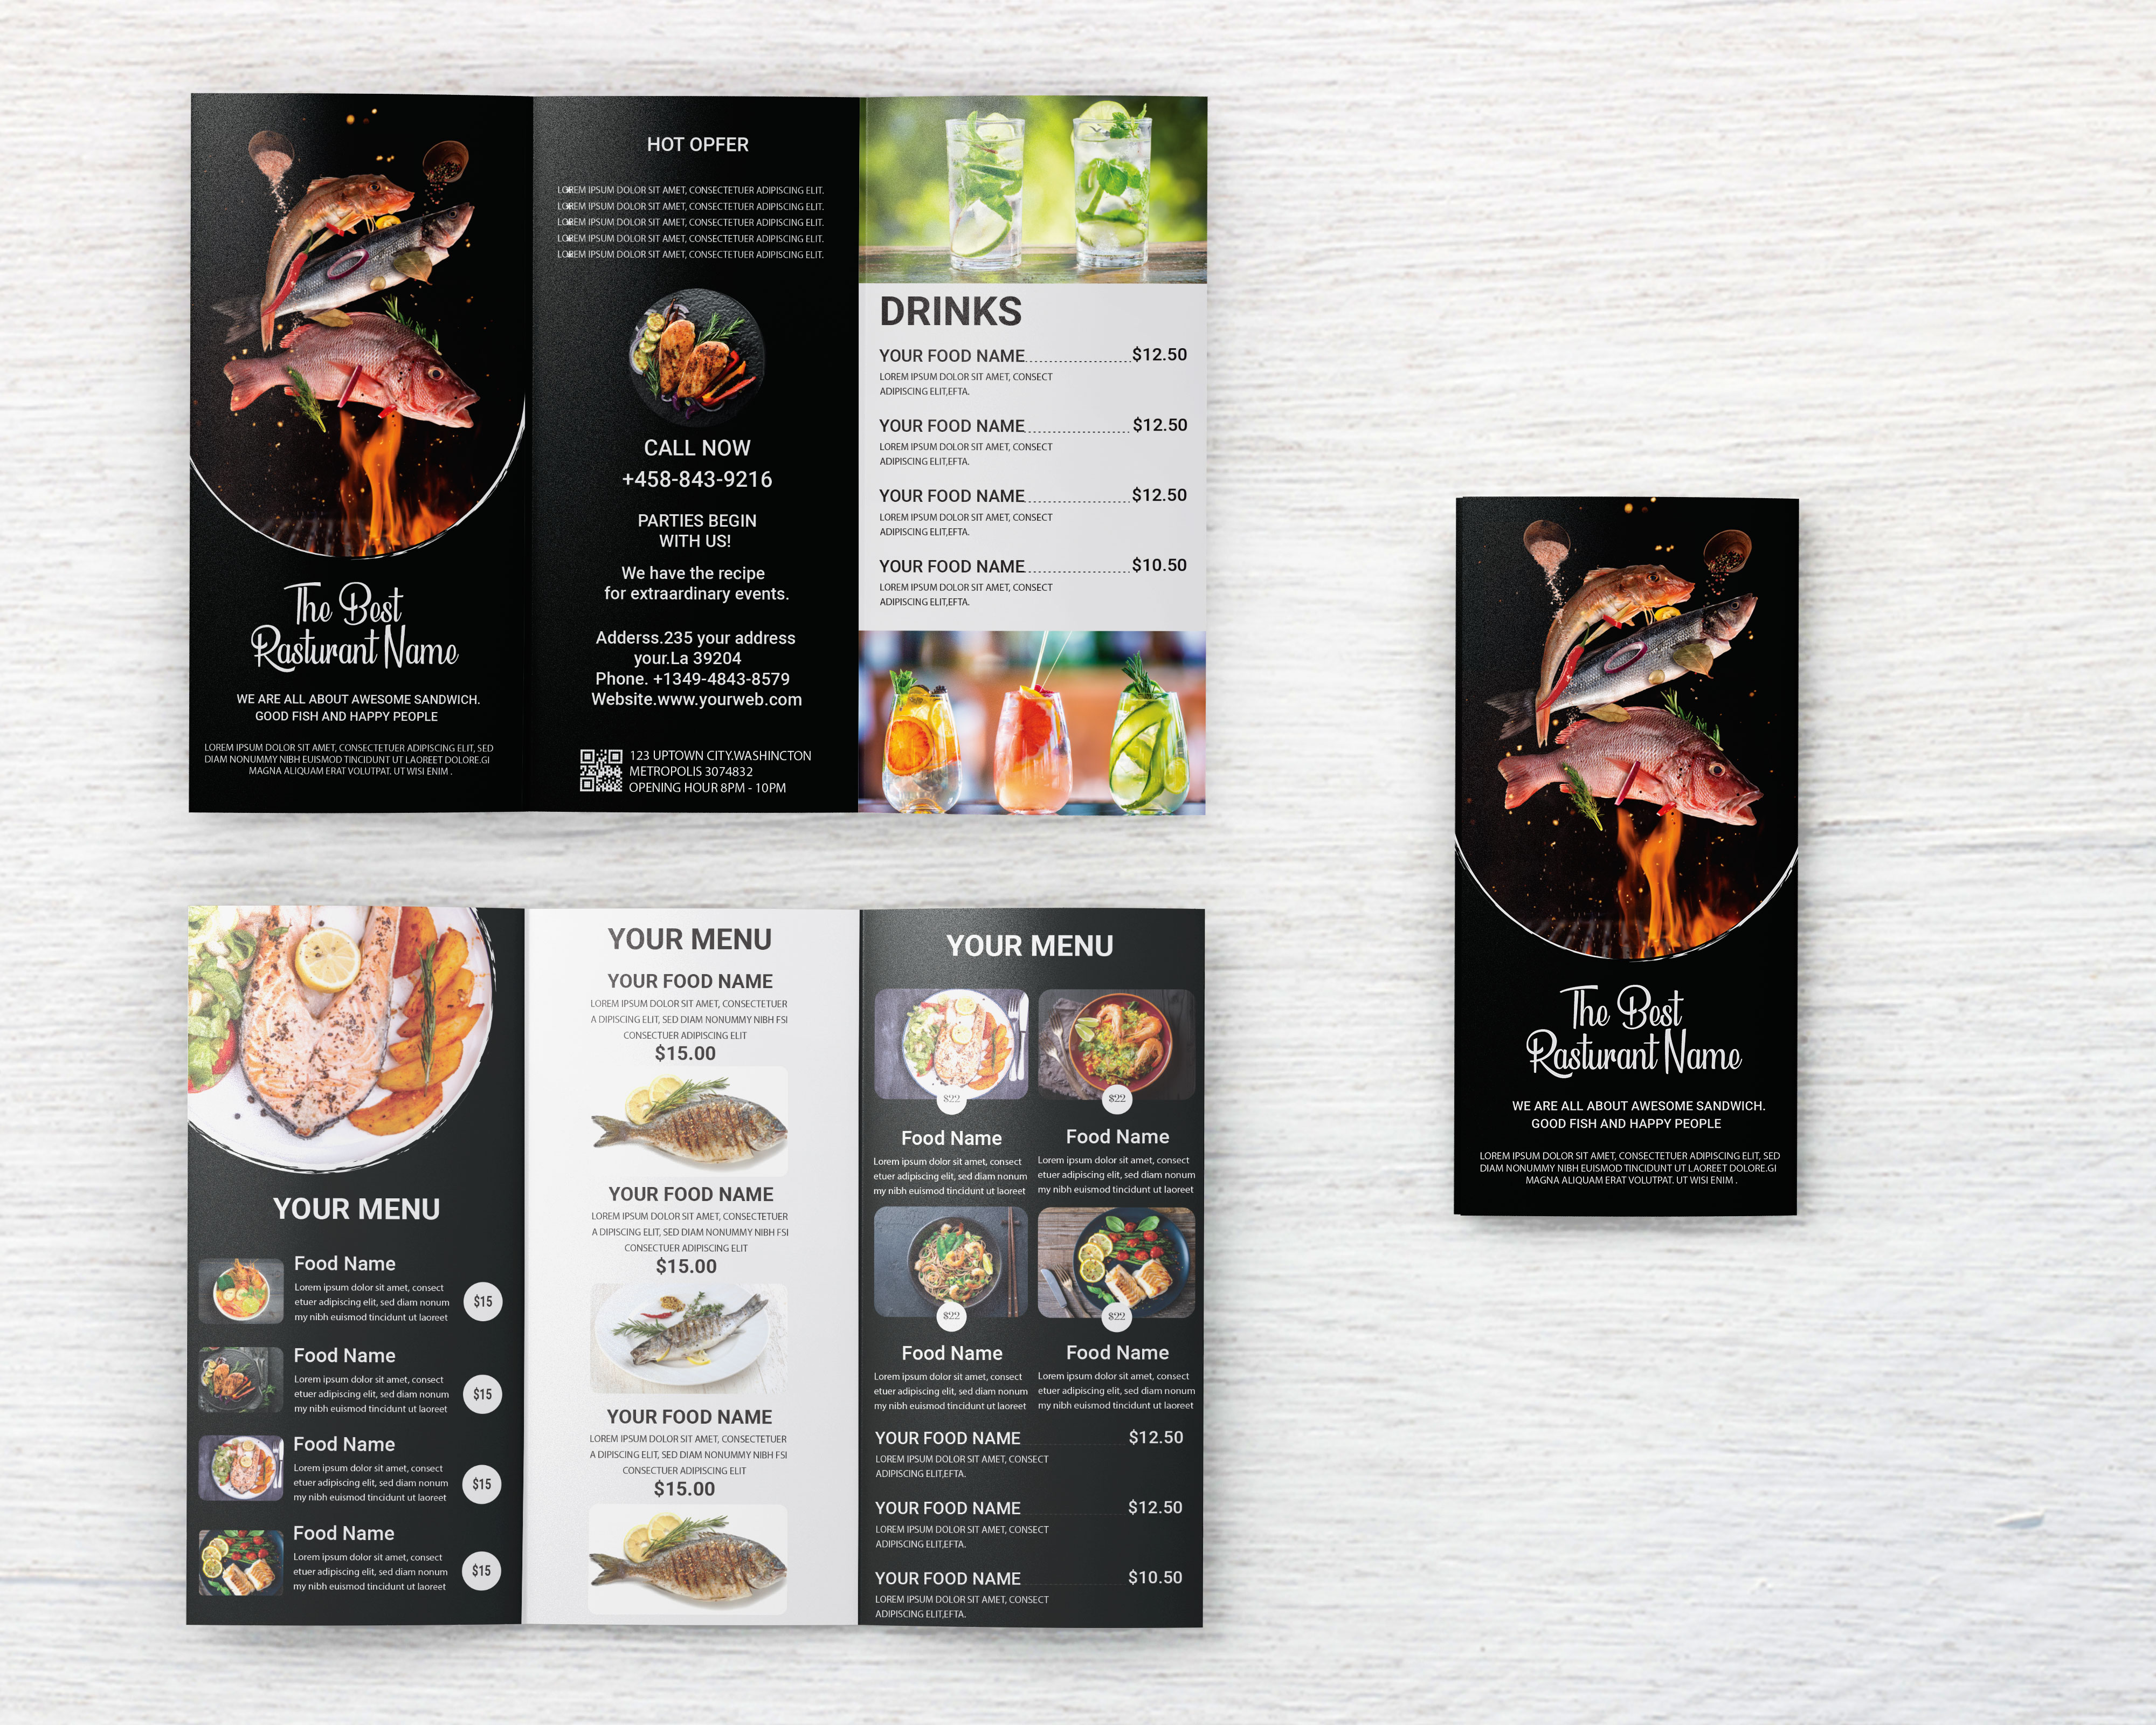 The Best
Rasturant Name
WE ARE ALL ABOUT AWESOME SANDWICH.
GOOD FISH AND HAPPY PEOPLE
LOREM IPSUM DOLOR SIT AMET, CONSECTETUER ADIPISCING ELIT, SED
DIAM NONUMMY NIBH EUISMOD TINCIDUNT UT LAOREET DOLORE.GI
MAGNA ALIQUAM ERAT VOLUTPAT. UT WISI ENIM .
HOT OPFER
LOREM IPSUM DOLOR SIT AMET, CONSECTETUER ADIPISCING ELIT.
LOREM IPSUM DOLOR SIT AMET, CONSECTETUER ADIPISCING ELIT.
LOREM IPSUM DOLOR SIT AMET, CONSECTETUER ADIPISCING ELIT.
LOREM IPSUM DOLOR SIT AMET, CONSECTETUER ADIPISCING ELIT.
LOREM IPSUM DOLOR SIT AMET, CONSECTETUER ADIPISCING ELIT.
CALL NOW
+458-843-9216
PARTIES BEGIN
WITH US!
We have the recipe
for extraardinary events.
Adderss.235 your address
your.La 39204
Phone. +1349-4843-8579
Website.www.yourweb.com
123 UPTOWN CITY.WASHINCTON
METROPOLIS 3074832
OPENING HOUR 8PM - 10PM
DRINKS
YOUR FOOD NAME $12.50
LOREM IPSUM DOLOR SIT AMET, CONSECT
ADIPISCING ELIT,EFTA.
YOUR FOOD NAME $12.50
LOREM IPSUM DOLOR SIT AMET, CONSECT
ADIPISCING ELIT,EFTA.
YOUR FOOD NAME $12.50
LOREM IPSUM DOLOR SIT AMET, CONSECT
ADIPISCING ELIT,EFTA.
YOUR FOOD NAME $10.50
LOREM IPSUM DOLOR SIT AMET, CONSECT
ADIPISCING ELIT,EFTA.
YOUR MENU
Food Name
Lorem ipsum dolor sit amet, consect
etuer adipiscing elit, sed diam nonum
my nibh euismod tincidunt ut laoreet
$15
Food Name
Lorem ipsum dolor sit amet, consect
etuer adipiscing elit, sed diam nonum
my nibh euismod tincidunt ut laoreet
$15
Food Name
Lorem ipsum dolor sit amet, consect
etuer adipiscing elit, sed diam nonum
my nibh euismod tincidunt ut laoreet
$15
Food Name
Lorem ipsum dolor sit amet, consect
etuer adipiscing elit, sed diam nonum
my nibh euismod tincidunt ut laoreet
$15
YOUR MENU
YOUR FOOD NAME
LOREM IPSUM DOLOR SIT AMET, CONSECTETUER
A DIPISCING ELIT, SED DIAM NONUMMY NIBH FSI
CONSECTUER ADIPISCING ELIT
$15.00
YOUR FOOD NAME
LOREM IPSUM DOLOR SIT AMET, CONSECTETUER
A DIPISCING ELIT, SED DIAM NONUMMY NIBH FSI
CONSECTUER ADIPISCING ELIT
$15.00
YOUR FOOD NAME
LOREM IPSUM DOLOR SIT AMET, CONSECTETUER
A DIPISCING ELIT, SED DIAM NONUMMY NIBH FSI
CONSECTUER ADIPISCING ELIT
$15.00
YOUR MENU
$22
Food Name
Lorem ipsum dolor sit amet, consect
etuer adipiscing elit, sed diam nonum
my nibh euismod tincidunt ut laoreet
$22
Food Name
Lorem ipsum dolor sit amet, consect
etuer adipiscing elit, sed diam nonum
my nibh euismod tincidunt ut laoreet
$22
Food Name
Lorem ipsum dolor sit amet, consect
etuer adipiscing elit, sed diam nonum
my nibh euismod tincidunt ut laoreet
$22
Food Name
Lorem ipsum dolor sit amet, consect
etuer adipiscing elit, sed diam nonum
my nibh euismod tincidunt ut laoreet
YOUR FOOD NAME $12.50
LOREM IPSUM DOLOR SIT AMET, CONSECT
ADIPISCING ELIT,EFTA.
YOUR FOOD NAME $12.50
LOREM IPSUM DOLOR SIT AMET, CONSECT
ADIPISCING ELIT,EFTA.
YOUR FOOD NAME $10.50
LOREM IPSUM DOLOR SIT AMET, CONSECT
ADIPISCING ELIT,EFTA.
The Best
Rasturant Name
WE ARE ALL ABOUT AWESOME SANDWICH.
GOOD FISH AND HAPPY PEOPLE
LOREM IPSUM DOLOR SIT AMET, CONSECTETUER ADIPISCING ELIT, SED
DIAM NONUMMY NIBH EUISMOD TINCIDUNT UT LAOREET DOLORE.GI
MAGNA ALIQUAM ERAT VOLUTPAT. UT WISI ENIM .